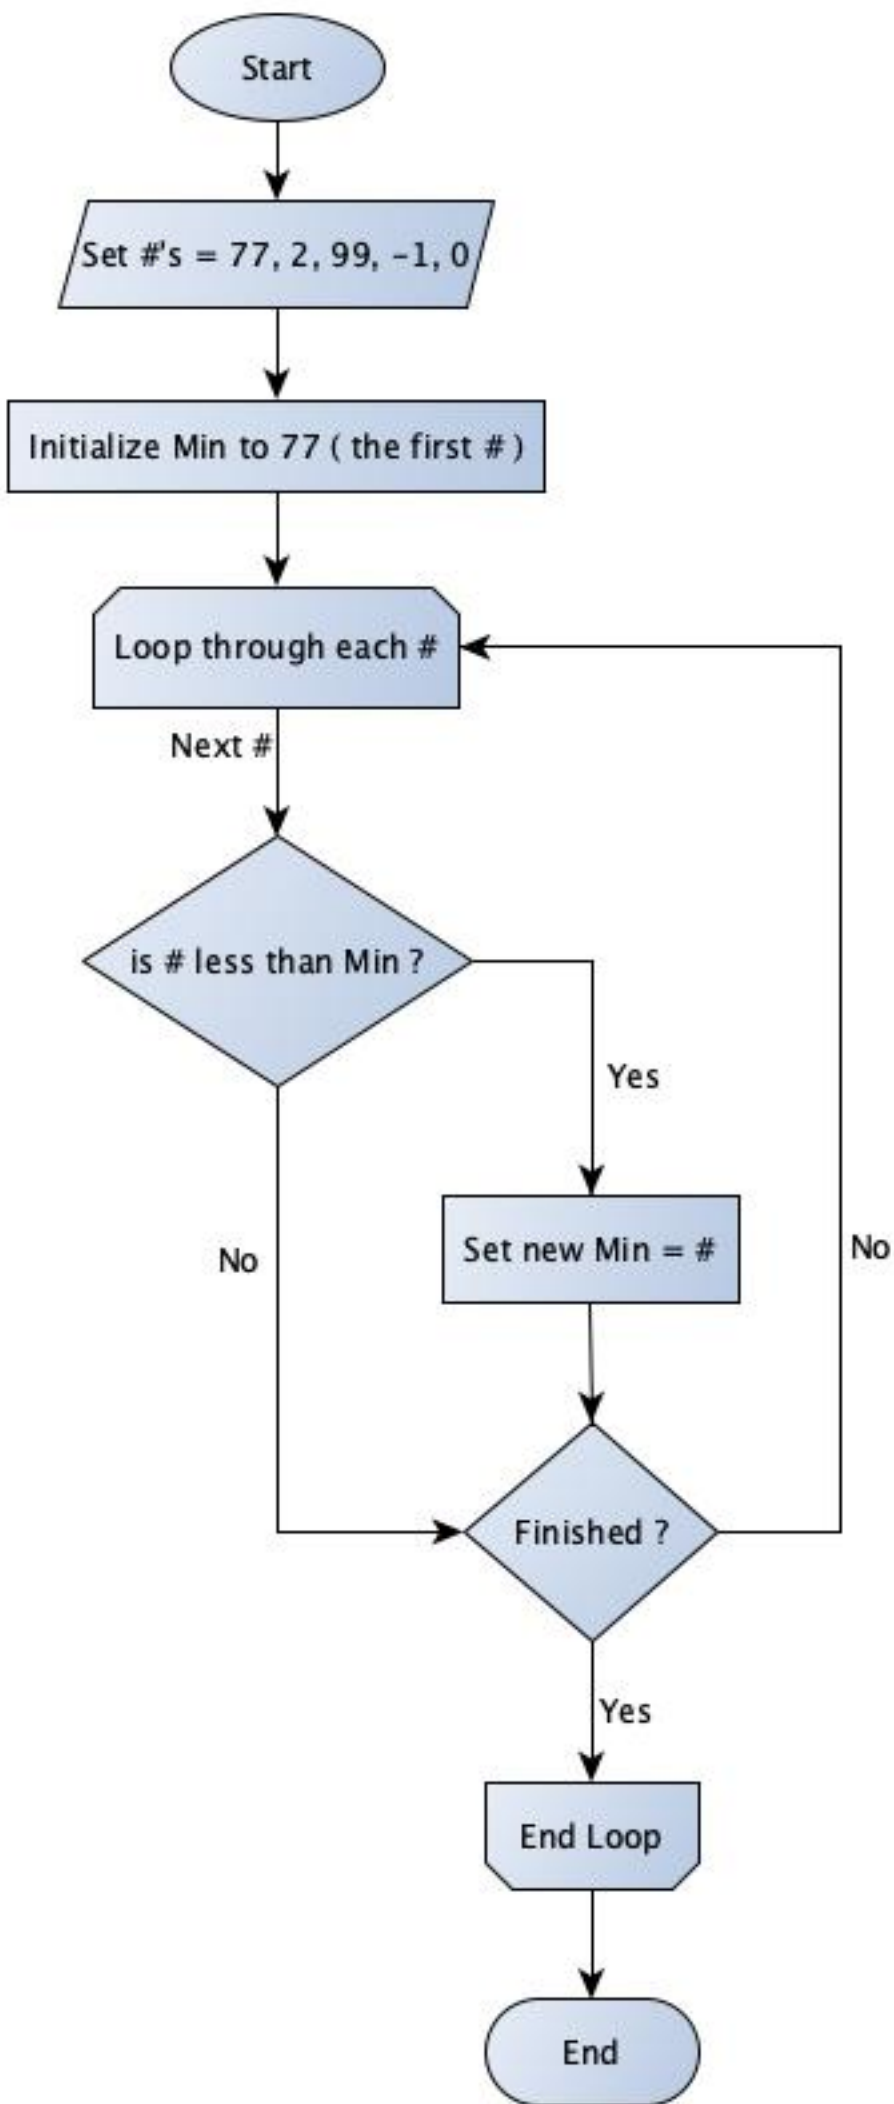 Start
Set #'s = 77, 2, 99, -1, 0
Initialize Min to 77 ( the first # )
Loop through each #
Next #
is # less than Min ?
Yes
No
Set new Min = #
No
Finished ?
Yes
End Loop
End